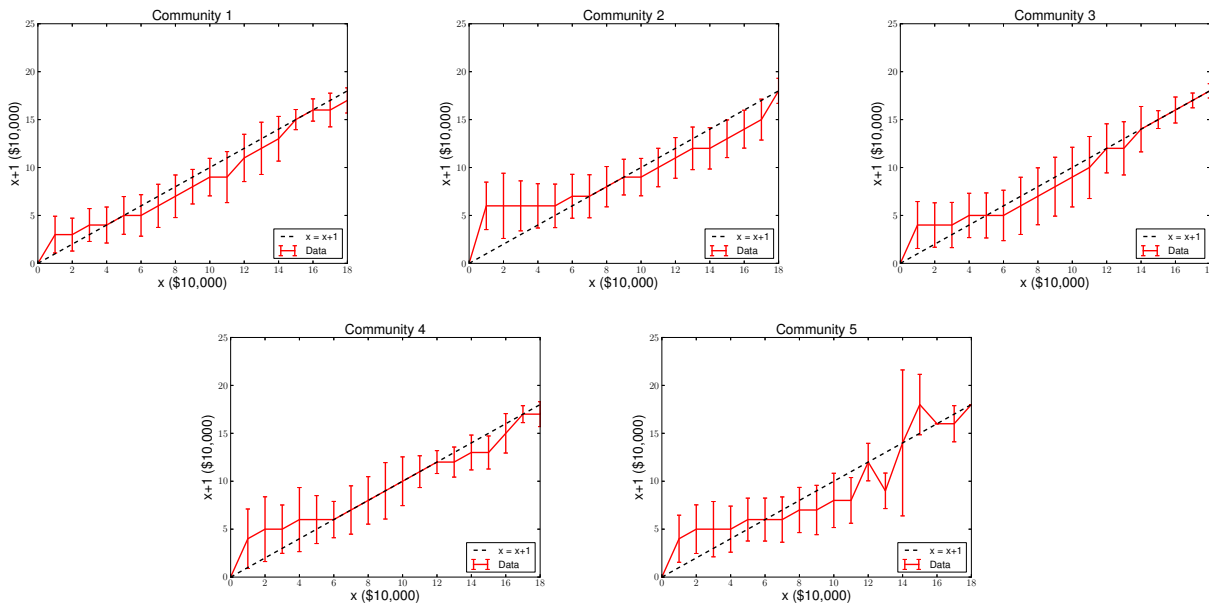 Community 1
25
20
15
10
5
0
x+1 ($10,000)
0 2 4 6 8 10 12 14 16 18
x ($10,000)
x = x+1
Data
Community 2
25
20
15
10
5
0
x+1 ($10,000)
0 2 4 6 8 10 12 14 16 18
x ($10,000)
x = x+1
Data
Community 3
25
20
15
10
5
0
x+1 ($10,000)
0 2 4 6 8 10 12 14 16
x ($10,000)
x = x+1
Data
Community 4
25
20
15
10
5
0
x+1 ($10,000)
0 2 4 6 8 10 12 14 16 18
x ($10,000)
x = x+1
Data
Community 5
25
20
15
10
5
0
x+1 ($10,000)
0 2 4 6 8 10 12 14 16 18
x ($10,000)
x = x+1
Data